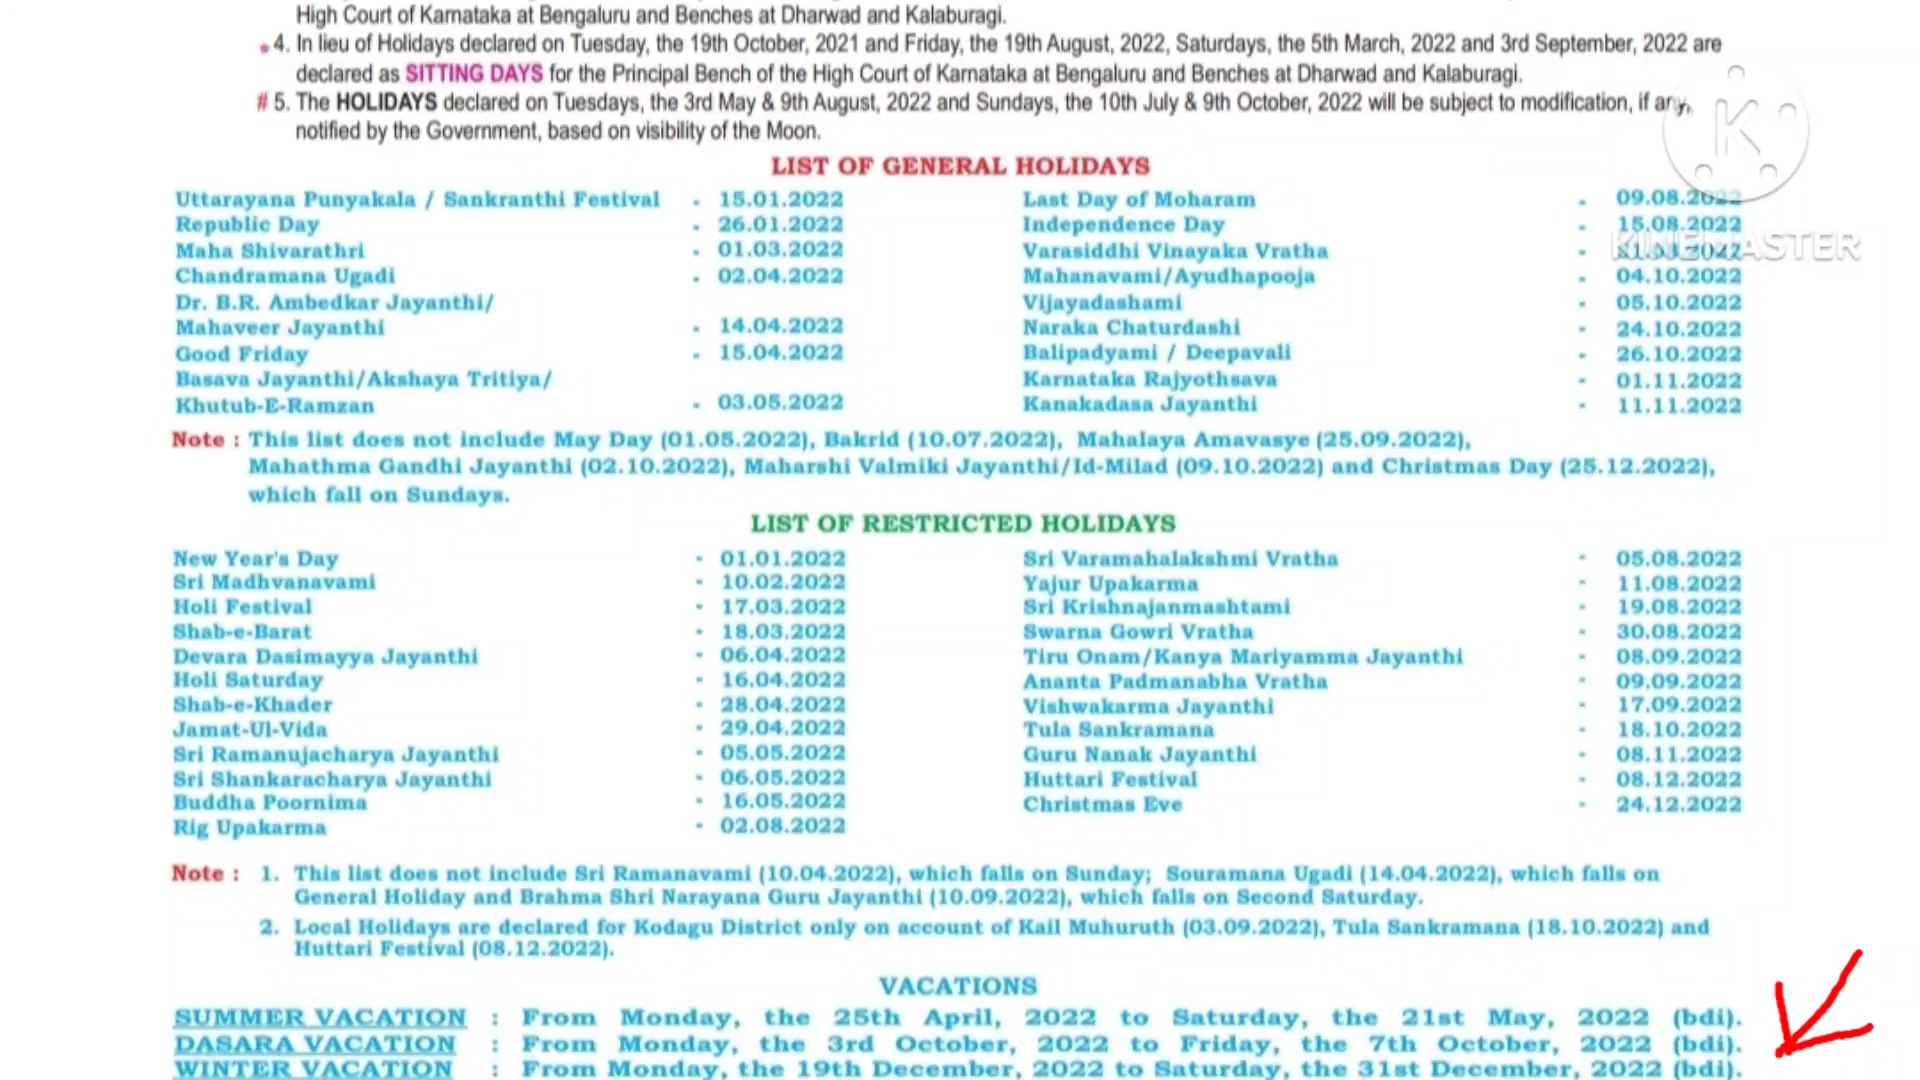 High Court of Karnataka at Bengaluru and Benches at Dharwad and Kalaburagi.
* 4. In lieu of Holidays declared on Tuesday, the 19th October, 2021 and Friday, the 19th August, 2022, Saturdays, the 5th March, 2022 and 3rd September, 2022 are
declared as SITTING DAYS for the Principal Bench of the High Court of Karnataka at Bengaluru and Benches at Dharwad and Kalaburagi.
# 5. The HOLIDAYS declared on Tuesdays, the 3rd May & 9th August, 2022 and Sundays, the 10th July & 9th October, 2022 will be subject to modification, if any,
notified by the Government, based on visibility of the Moon.
K
KINEMASTER
LIST OF GENERAL HOLIDAYS
Uttarayana Punyakala / Sankranthi Festival - 15.01.2022
Republic Day - 26.01.2022
Maha Shivarathri - 01.03.2022
Chandramana Ugadi - 02.04.2022
Dr. B.R. Ambedkar Jayanthi/
Mahaveer Jayanthi - 14.04.2022
Good Friday - 15.04.2022
Basava Jayanthi/Akshaya Tritiya/
Khutub-E-Ramzan - 03.05.2022
Last Day of Moharam - 09.08.2022
Independence Day - 15.08.2022
Varasiddhi Vinayaka Vratha - 31.08.2022
Mahanavami/Ayudhapooja - 04.10.2022
Vijayadashami - 05.10.2022
Naraka Chaturdashi - 24.10.2022
Balipadyami / Deepavali - 26.10.2022
Karnataka Rajyothsava - 01.11.2022
Kanakadasa Jayanthi - 11.11.2022
Note : This list does not include May Day (01.05.2022), Bakrid (10.07.2022), Mahalaya Amavasye (25.09.2022),
Mahathma Gandhi Jayanthi (02.10.2022), Maharshi Valmiki Jayanthi/Id-Milad (09.10.2022) and Christmas Day (25.12.2022),
which fall on Sundays.
LIST OF RESTRICTED HOLIDAYS
New Year's Day - 01.01.2022
Sri Madhvanavami - 10.02.2022
Holi Festival - 17.03.2022
Shab-e-Barat - 18.03.2022
Devara Dasimayya Jayanthi - 06.04.2022
Holi Saturday - 16.04.2022
Shab-e-Khader - 28.04.2022
Jamat-Ul-Vida - 29.04.2022
Sri Ramanujacharya Jayanthi - 05.05.2022
Sri Shankaracharya Jayanthi - 06.05.2022
Buddha Poornima - 16.05.2022
Rig Upakarma - 02.08.2022
Sri Varamahalakshmi Vratha - 05.08.2022
Yajur Upakarma - 11.08.2022
Sri Krishnajanmashtami - 19.08.2022
Swarna Gowri Vratha - 30.08.2022
Tiru Onam/Kanya Mariyamma Jayanthi - 08.09.2022
Ananta Padmanabha Vratha - 09.09.2022
Vishwakarma Jayanthi - 17.09.2022
Tula Sankramana - 18.10.2022
Guru Nanak Jayanthi - 08.11.2022
Huttari Festival - 08.12.2022
Christmas Eve - 24.12.2022
Note : 1. This list does not include Sri Ramanavami (10.04.2022), which falls on Sunday; Souramana Ugadi (14.04.2022), which falls on
General Holiday and Brahma Shri Narayana Guru Jayanthi (10.09.2022), which falls on Second Saturday.
2. Local Holidays are declared for Kodagu District only on account of Kail Muhuruth (03.09.2022), Tula Sankramana (18.10.2022) and
Huttari Festival (08.12.2022).
VACATIONS
SUMMER VACATION : From Monday, the 25th April, 2022 to Saturday, the 21st May, 2022 (bdi).
DASARA VACATION : From Monday, the 3rd October, 2022 to Friday, the 7th October, 2022 (bdi).
WINTER VACATION : From Monday, the 19th December, 2022 to Saturday, the 31st December, 2022 (bdi).